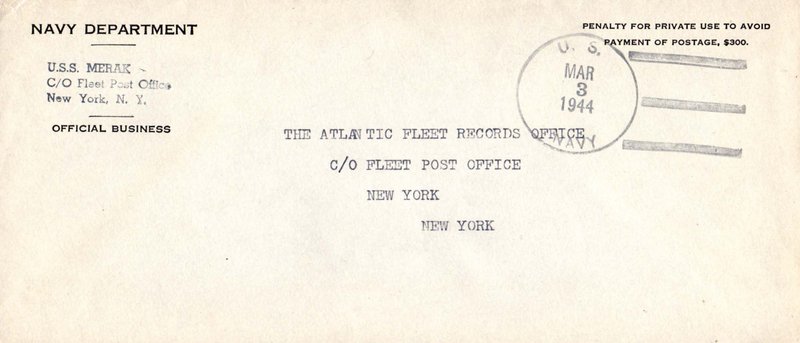 NAVY DEPARTMENT
U.S.S. MERAK
C/O Fleet Post Office
New York, N. Y.
OFFICIAL BUSINESS
PENALTY FOR PRIVATE USE TO AVOID
PAYMENT OF POSTAGE, $300.
U. S.
MAR
3
1944
NAVY
THE ATLANTIC FLEET RECORDS OFFICE
C/O FLEET POST OFFICE
NEW YORK
NEW YORK